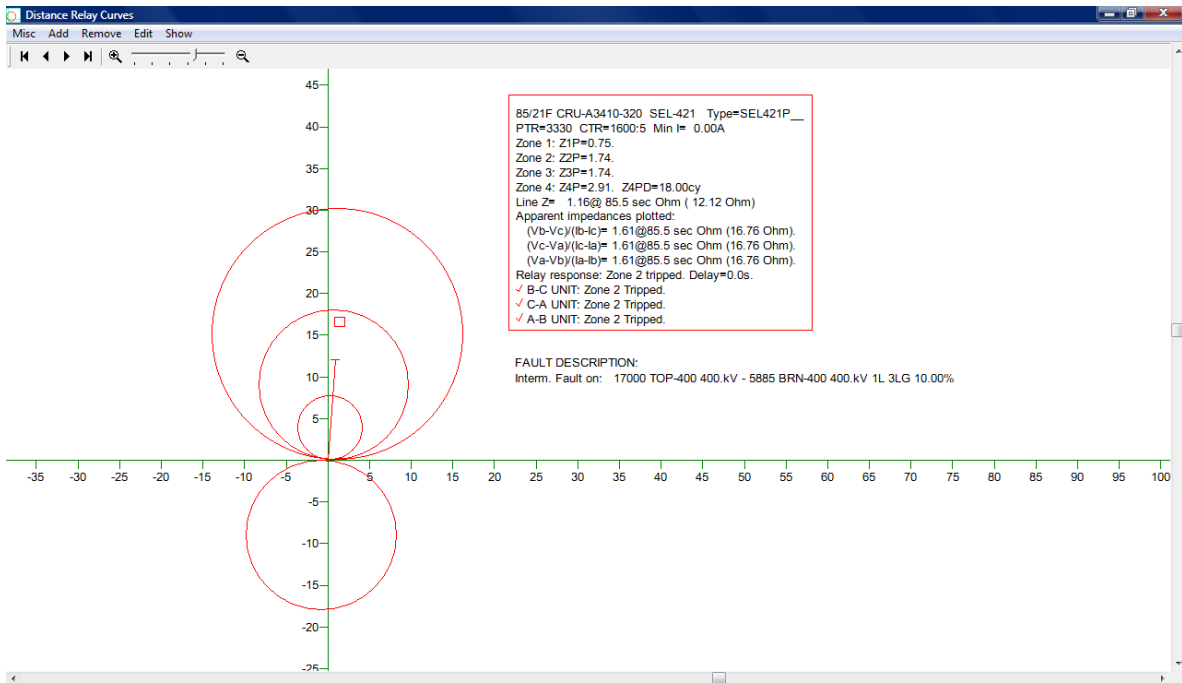 Distance Relay Curves
Misc Add Remove Edit Show
45
40
35
30
25
20
15
10
5
-35 -30 -25 -20 -15 -10 -5 5 10 15 20 25 30 35 40 45 50 55 60 65 70 75 80 85 90 95 100
-5
-10
-15
-20
-25
85/21F CRU-A3410-320 SEL-421 Type=SEL421P__
PTR=3330 CTR=1600:5 Min I= 0.00A
Zone 1: Z1P=0.75.
Zone 2: Z2P=1.74.
Zone 3: Z3P=1.74.
Zone 4: Z4P=2.91. Z4PD=18.00cy
Line Z= 1.16@ 85.5 sec Ohm ( 12.12 Ohm)
Apparent impedances plotted:
(Vb-Vc)/(Ib-Ic)= 1.61@85.5 sec Ohm (16.76 Ohm).
(Vc-Va)/(Ic-Ia)= 1.61@85.5 sec Ohm (16.76 Ohm).
(Va-Vb)/(Ia-Ib)= 1.61@85.5 sec Ohm (16.76 Ohm).
Relay response: Zone 2 tripped. Delay=0.0s.
√ B-C UNIT: Zone 2 Tripped.
√ C-A UNIT: Zone 2 Tripped.
√ A-B UNIT: Zone 2 Tripped.
FAULT DESCRIPTION:
Interm. Fault on: 17000 TOP-400 400.kV - 5885 BRN-400 400.kV 1L 3LG 10.00%